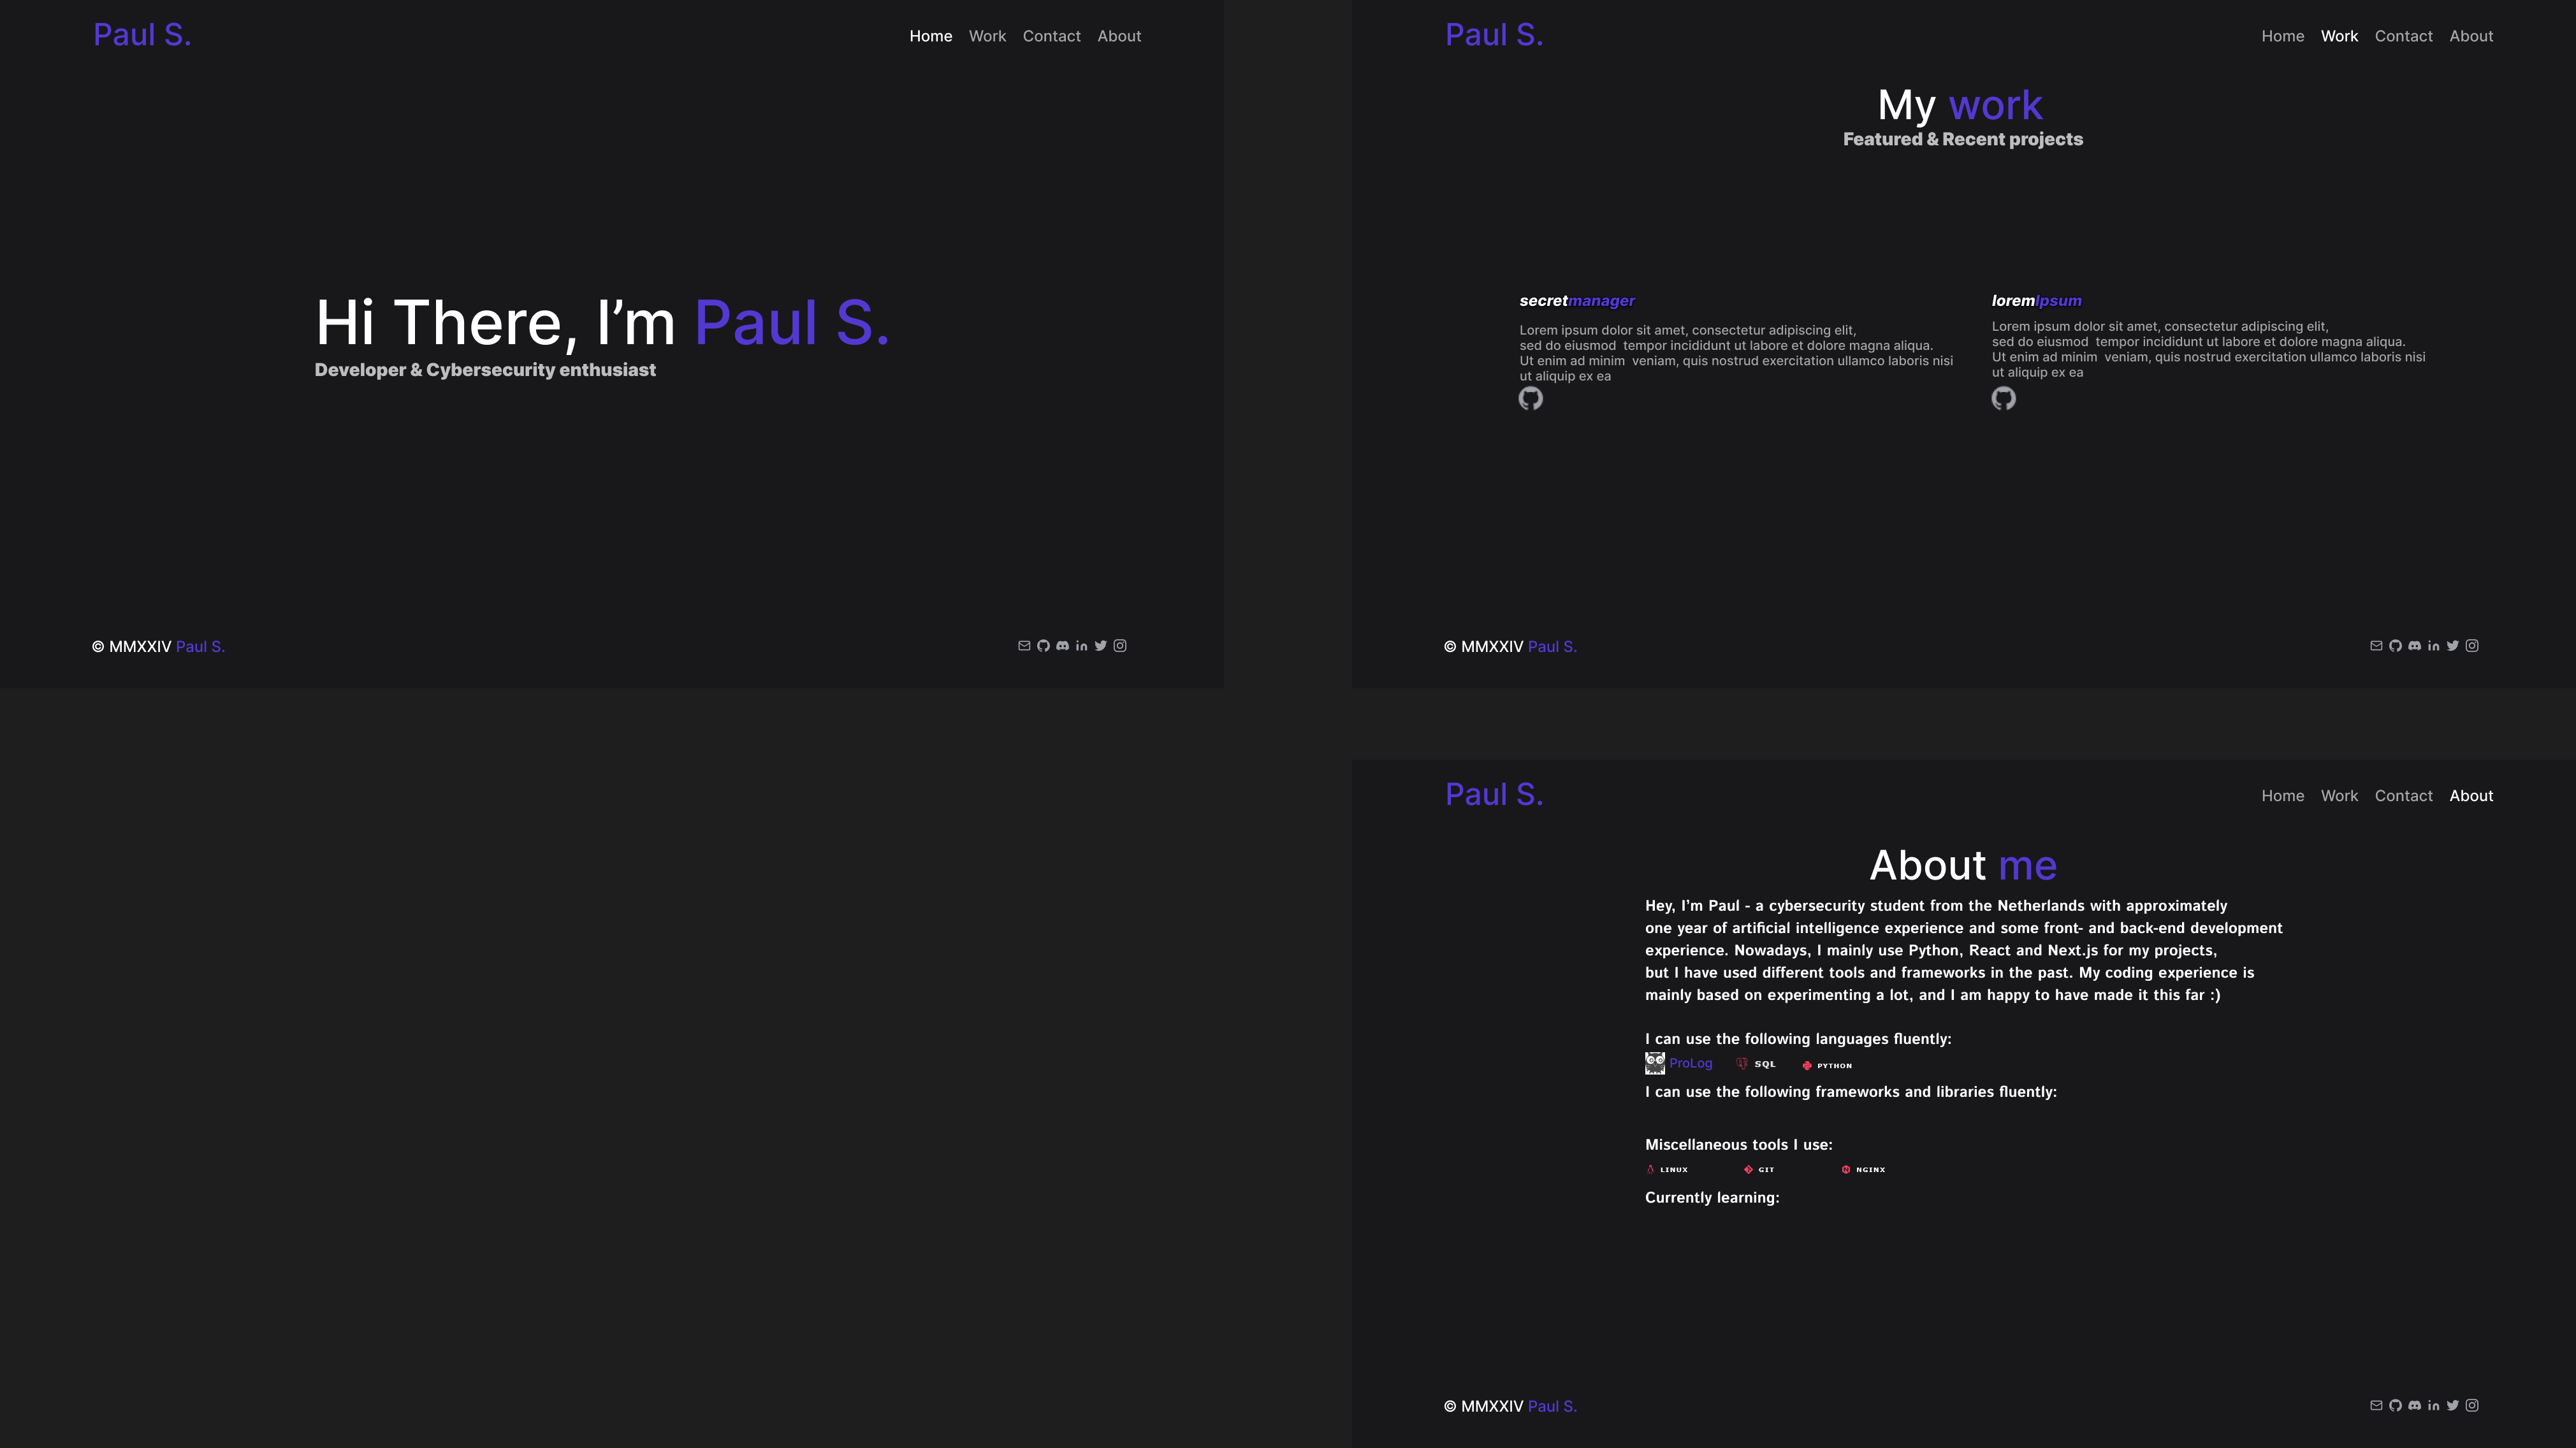 Paul S.
Home Work Contact About
Hi There, I’m Paul S.
Developer & Cybersecurity enthusiast
© MMXXIV Paul S.
Paul S.
Home Work Contact About
My work
Featured & Recent projects
secretmanager
Lorem ipsum dolor sit amet, consectetur adipiscing elit,
sed do eiusmod tempor incididunt ut labore et dolore magna aliqua.
Ut enim ad minim veniam, quis nostrud exercitation ullamco laboris nisi
ut aliquip ex ea
loremIpsum
Lorem ipsum dolor sit amet, consectetur adipiscing elit,
sed do eiusmod tempor incididunt ut labore et dolore magna aliqua.
Ut enim ad minim veniam, quis nostrud exercitation ullamco laboris nisi
ut aliquip ex ea
© MMXXIV Paul S.
Paul S.
Home Work Contact About
About me
Hey, I’m Paul - a cybersecurity student from the Netherlands with approximately
one year of artificial intelligence experience and some front- and back-end development
experience. Nowadays, I mainly use Python, React and Next.js for my projects,
but I have used different tools and frameworks in the past. My coding experience is
mainly based on experimenting a lot, and I am happy to have made it this far :)
I can use the following languages fluently:
ProLog SQL PYTHON
I can use the following frameworks and libraries fluently:
Miscellaneous tools I use:
LINUX GIT NGINX
Currently learning:
© MMXXIV Paul S.